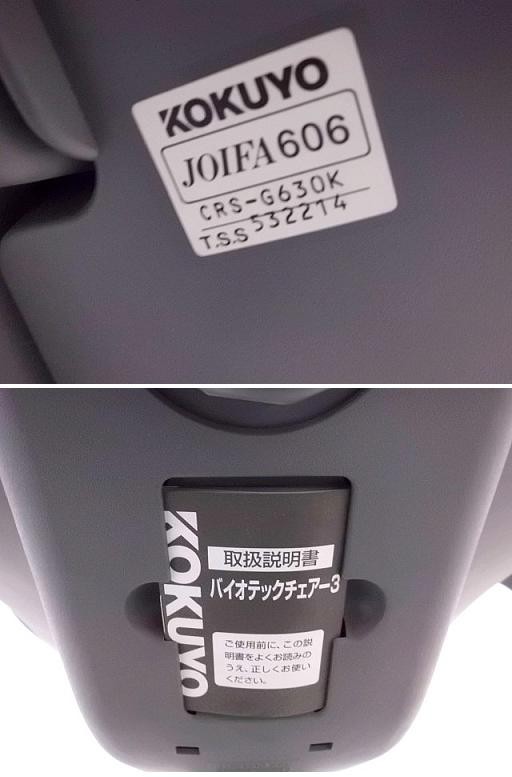 KOKUYO
JOIFA606
CRS-G630K
T.S.S 532214
KOKUYO
取扱説明書
バイオテックチェアー3
ご使用前に、この説
明書をよくお読みの
うえ、正しくお使い
ください。